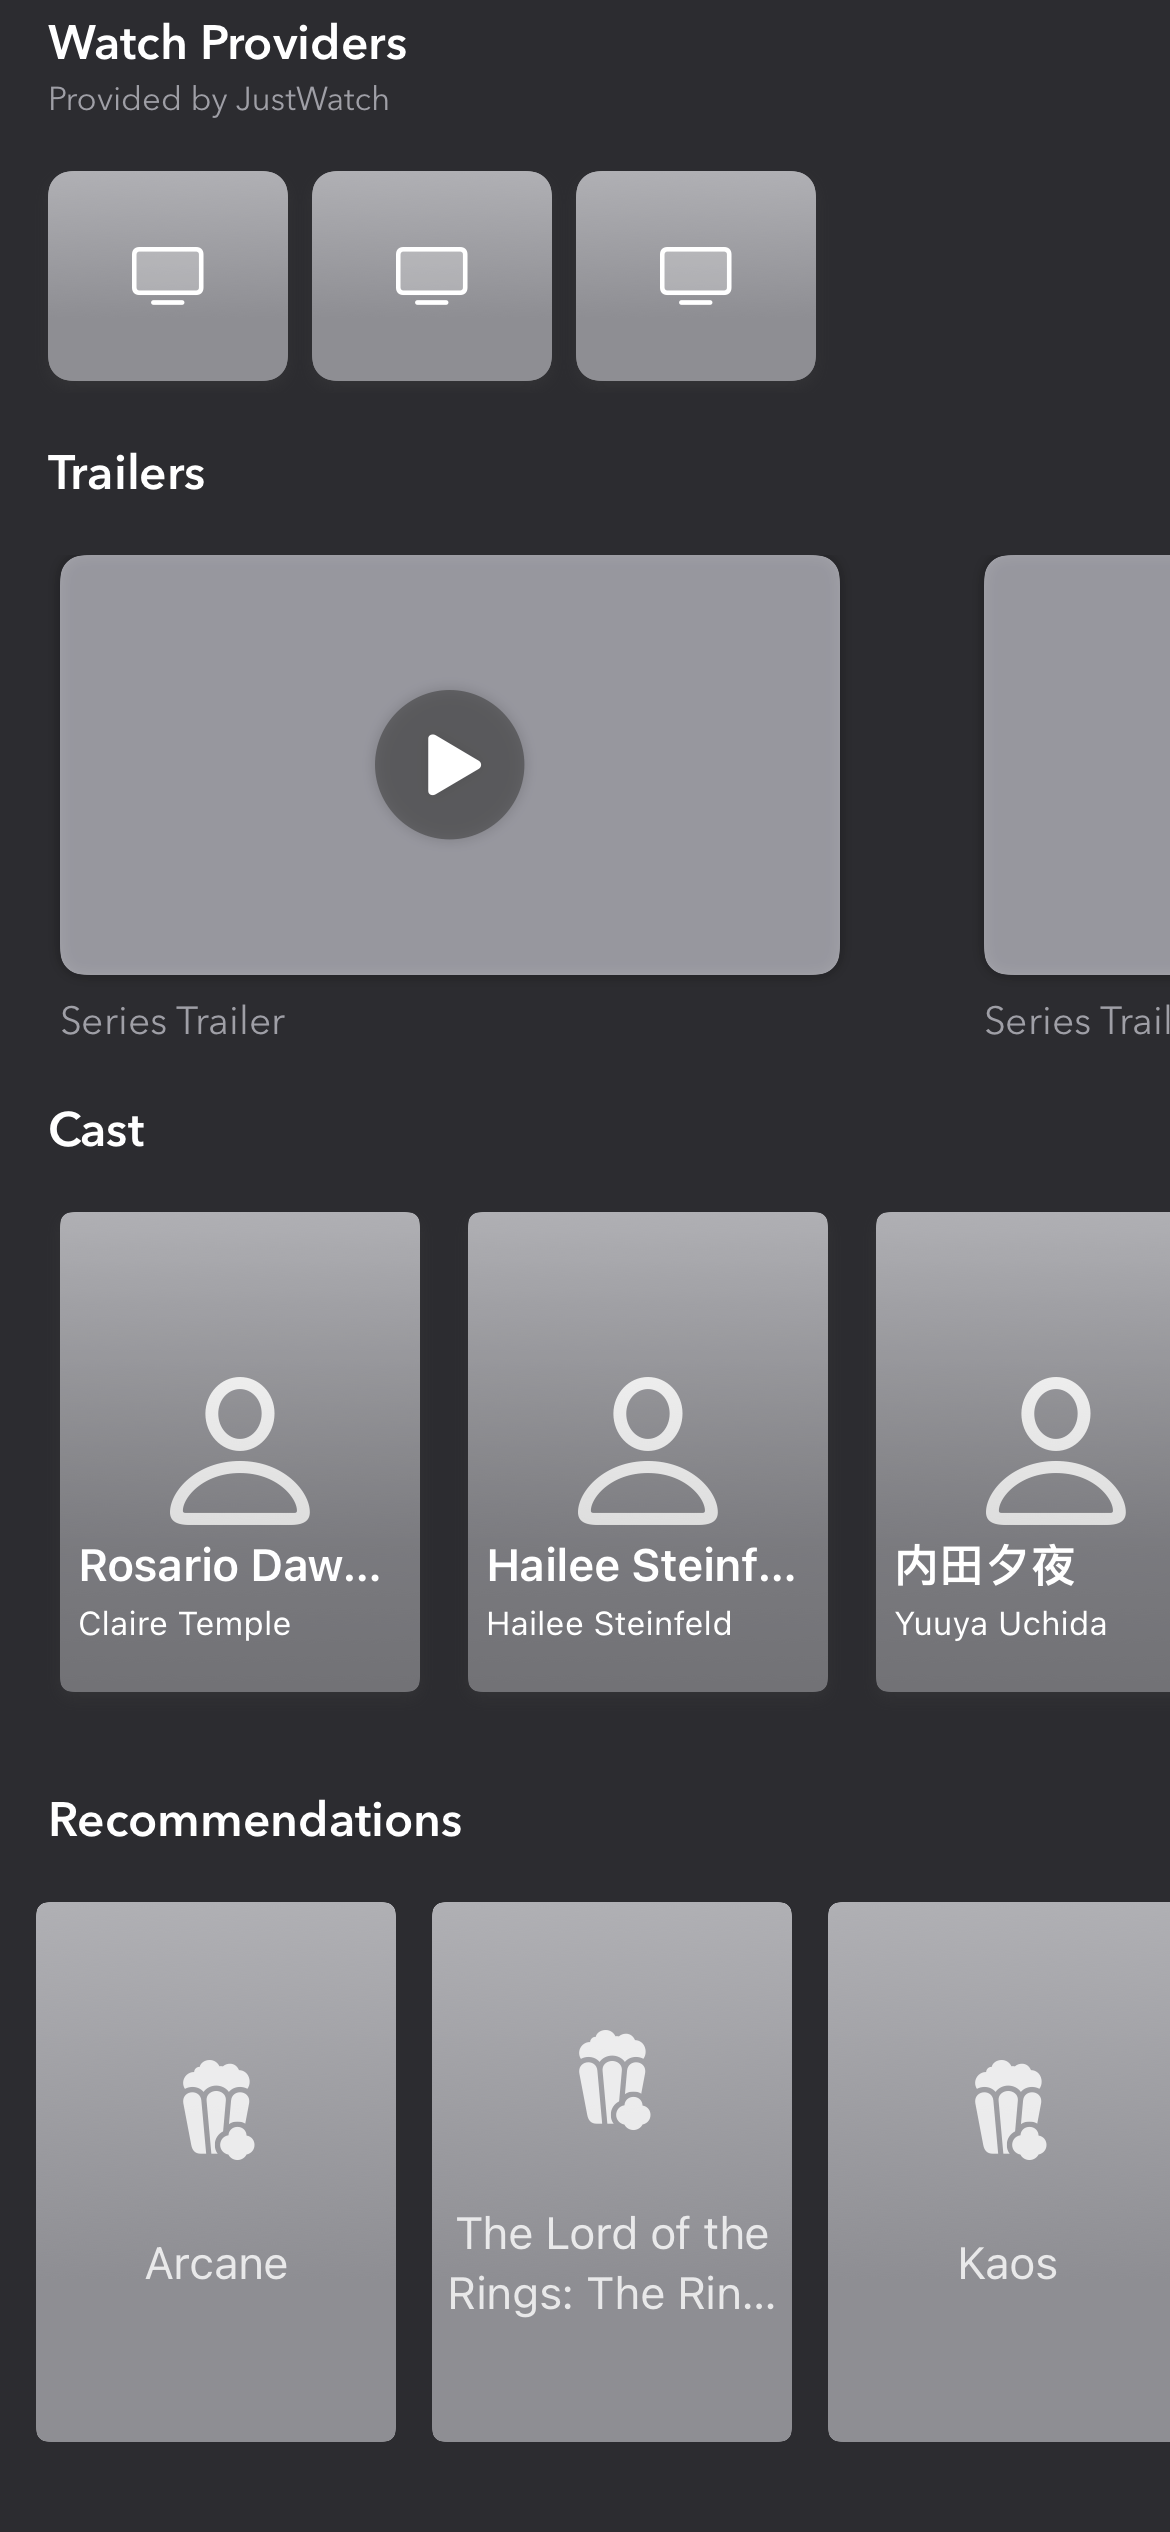 Watch Providers
Provided by JustWatch
Trailers
Series Trailer
Series Trail
Cast
Rosario Daw...
Claire Temple
Hailee Steinf...
Hailee Steinfeld
内田夕夜
Yuuya Uchida
Recommendations
Arcane
The Lord of the
Rings: The Rin...
Kaos